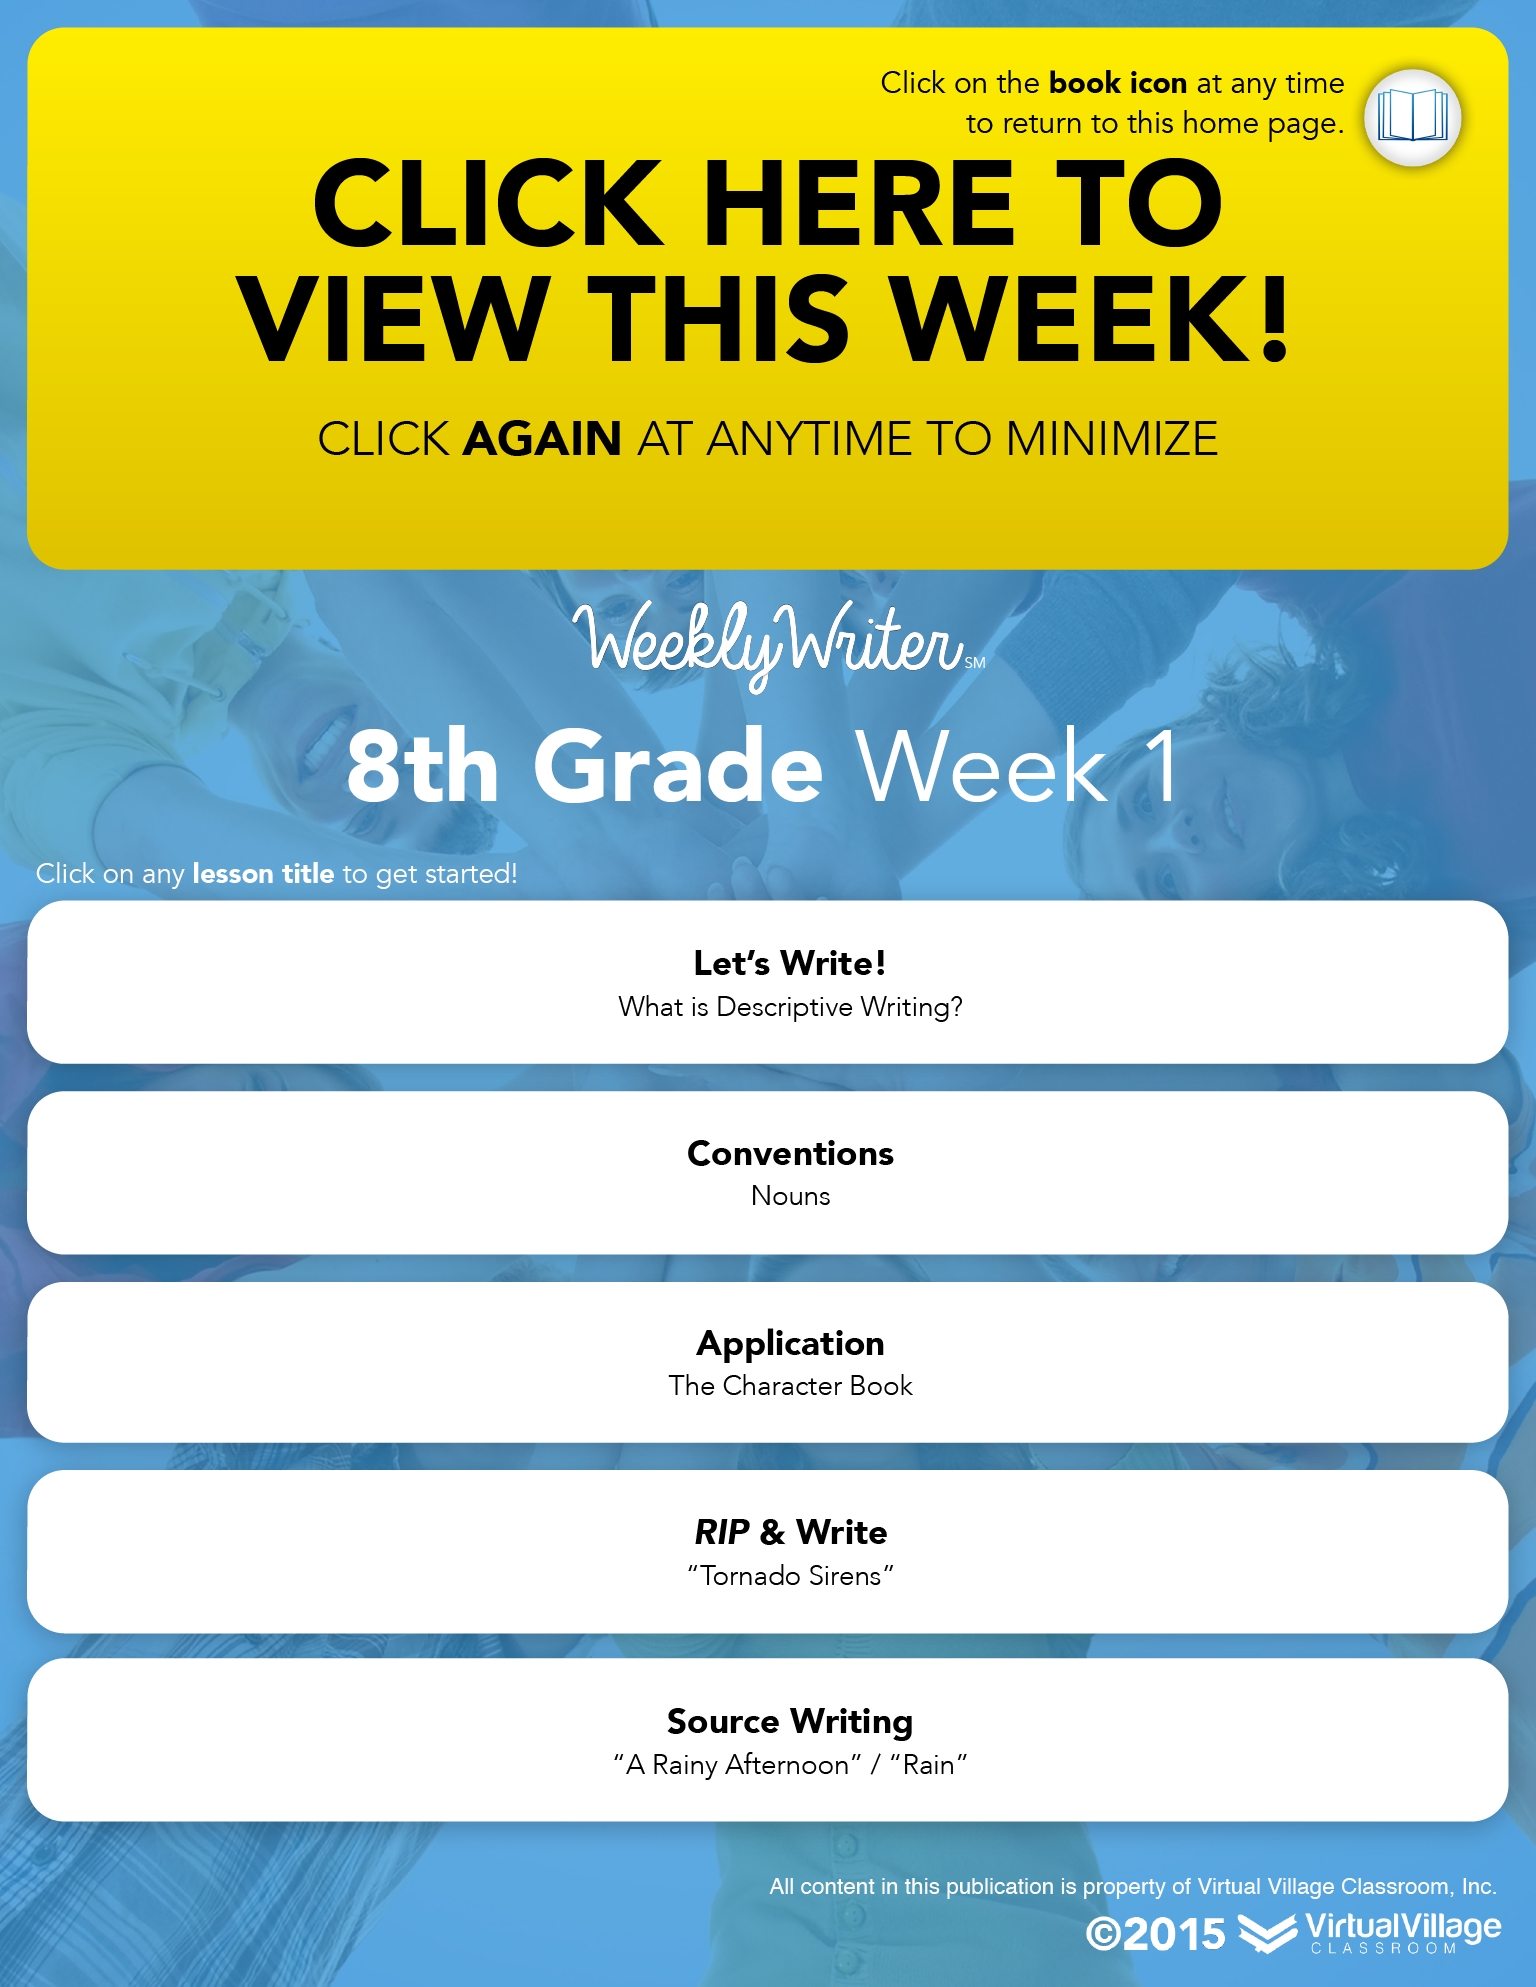 Click on the book icon at any time
to return to this home page.
CLICK HERE TO
VIEW THIS WEEK!
CLICK AGAIN AT ANYTIME TO MINIMIZE
WeeklyWriter SM
8th Grade Week 1
Click on any lesson title to get started!
Let’s Write!
What is Descriptive Writing?
Conventions
Nouns
Application
The Character Book
RIP & Write
“Tornado Sirens”
Source Writing
“A Rainy Afternoon” / “Rain”
All content in this publication is property of Virtual Village Classroom, Inc.
©2015 VirtualVillage
CLASSROOM